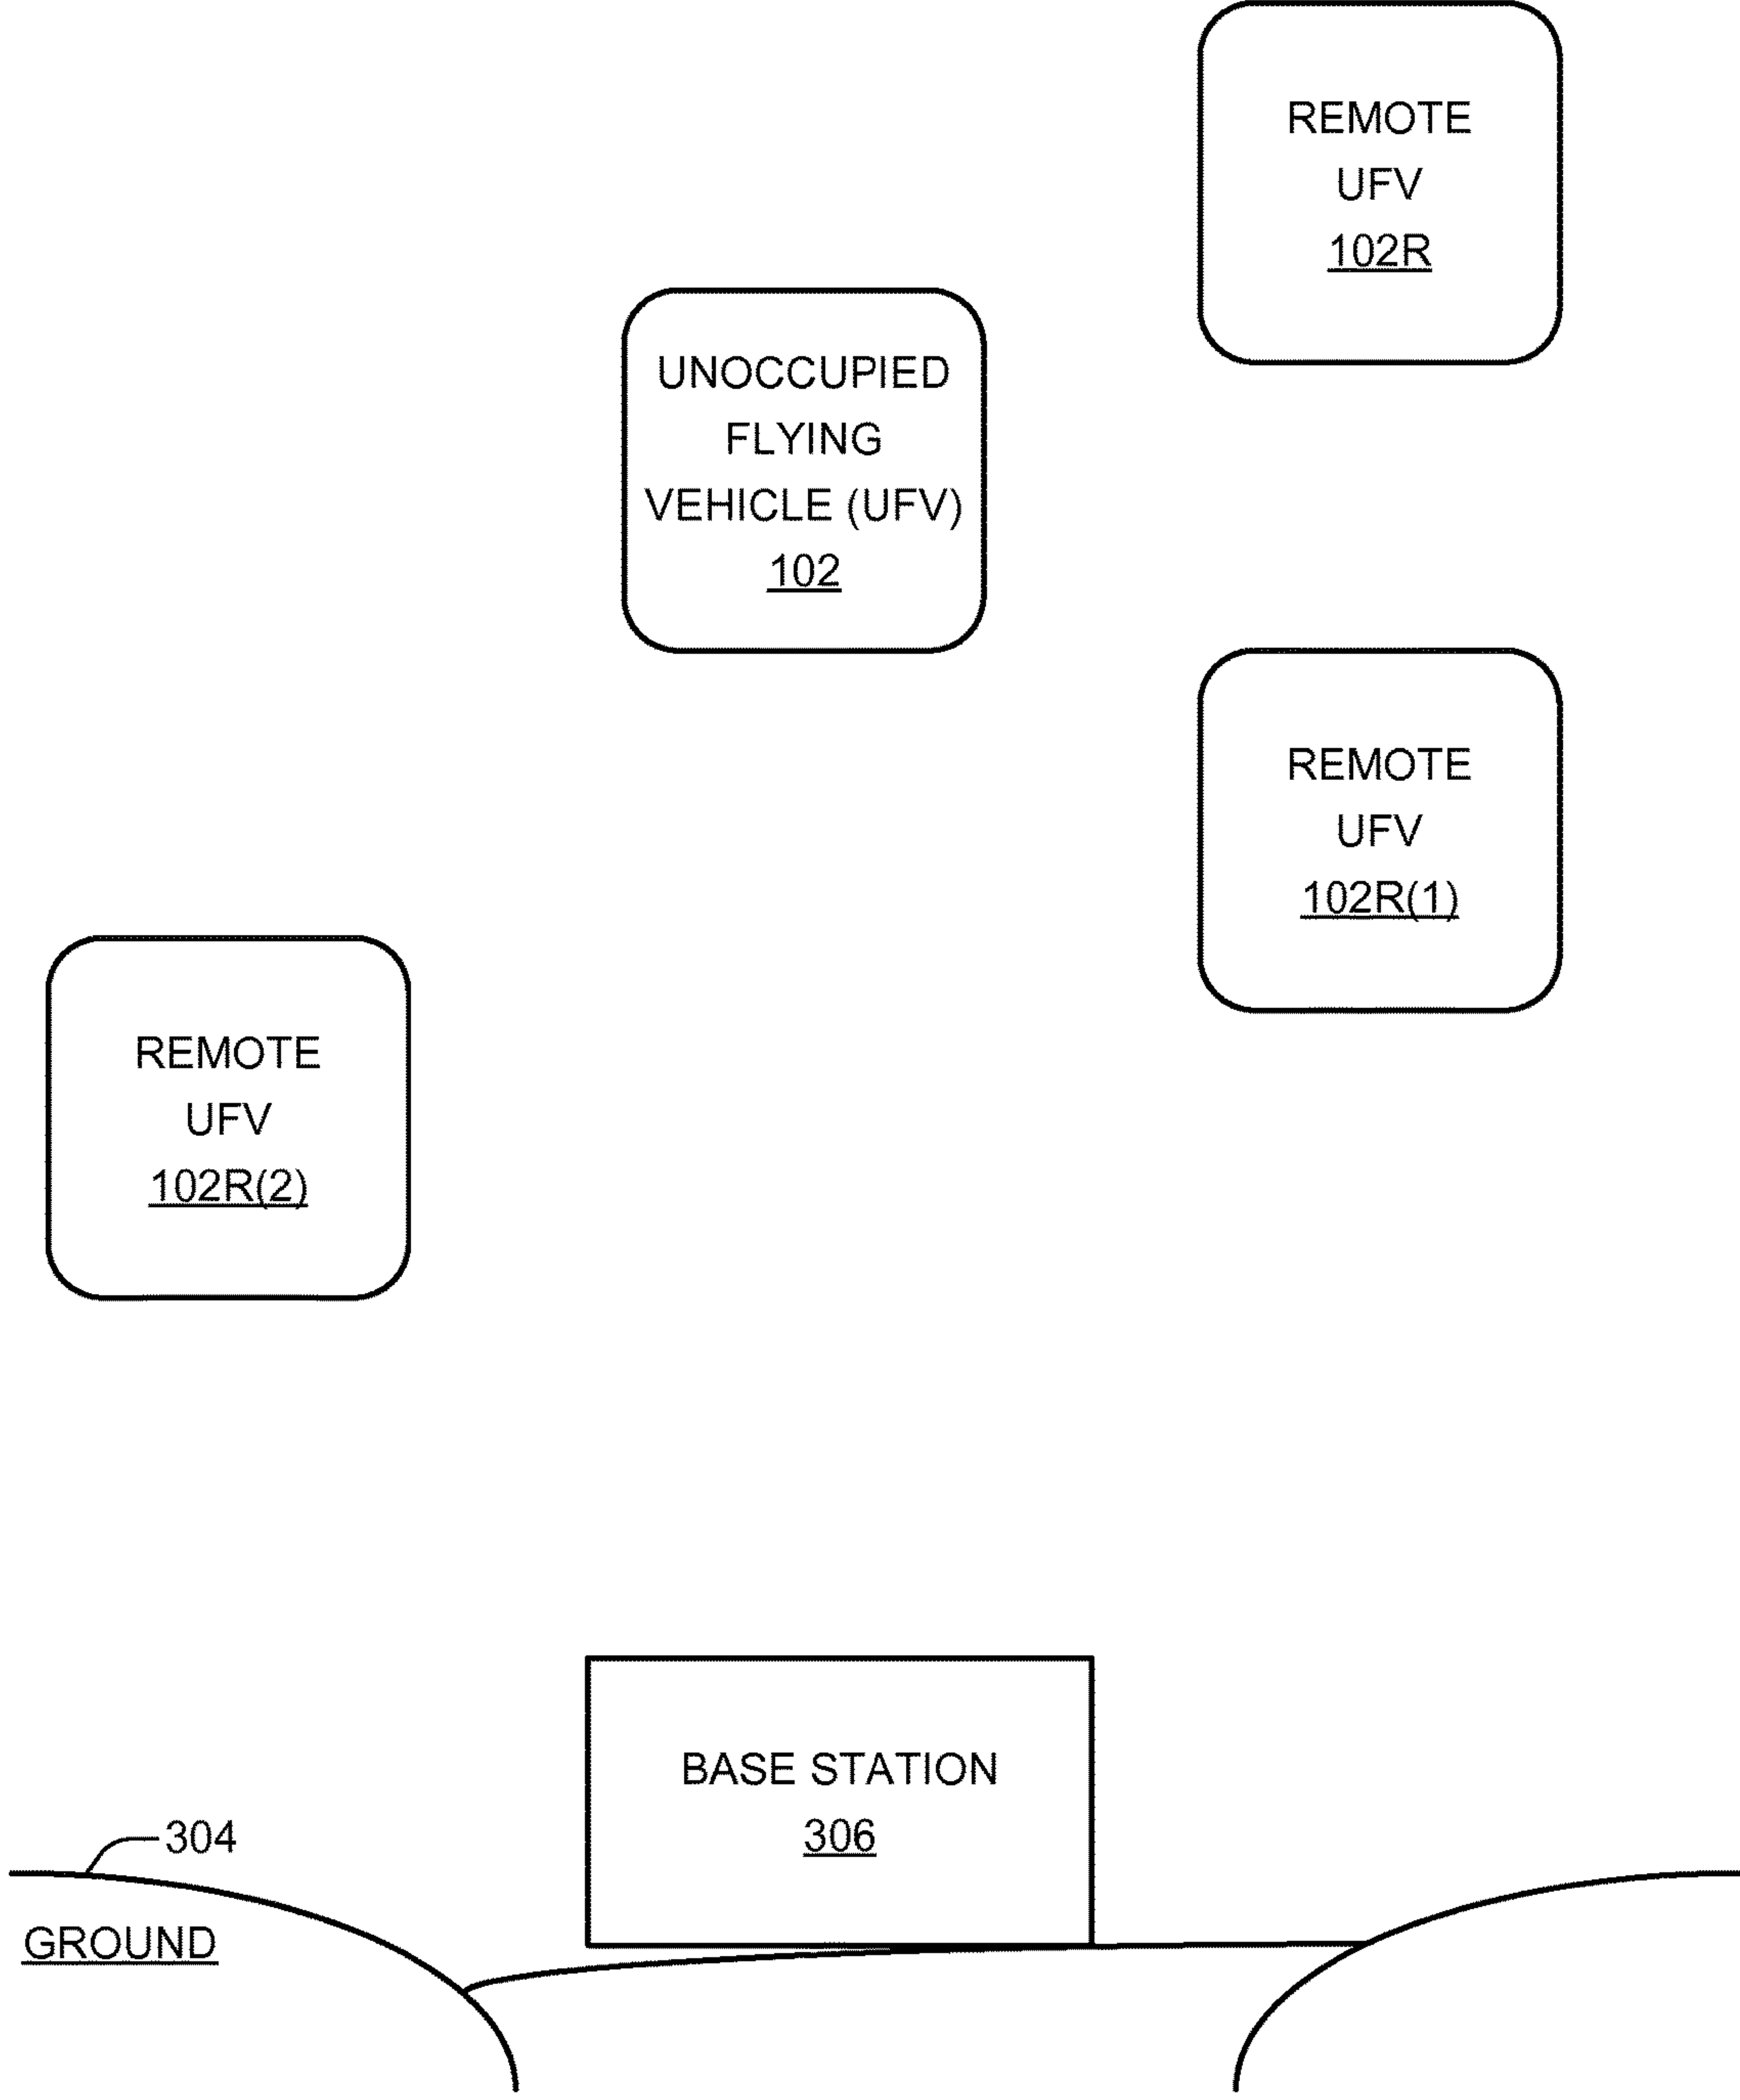 REMOTE
UFV
102R
UNOCCUPIED
FLYING
VEHICLE (UFV)
102
REMOTE
UFV
102R(1)
REMOTE
UFV
102R(2)
BASE STATION
306
304
GROUND